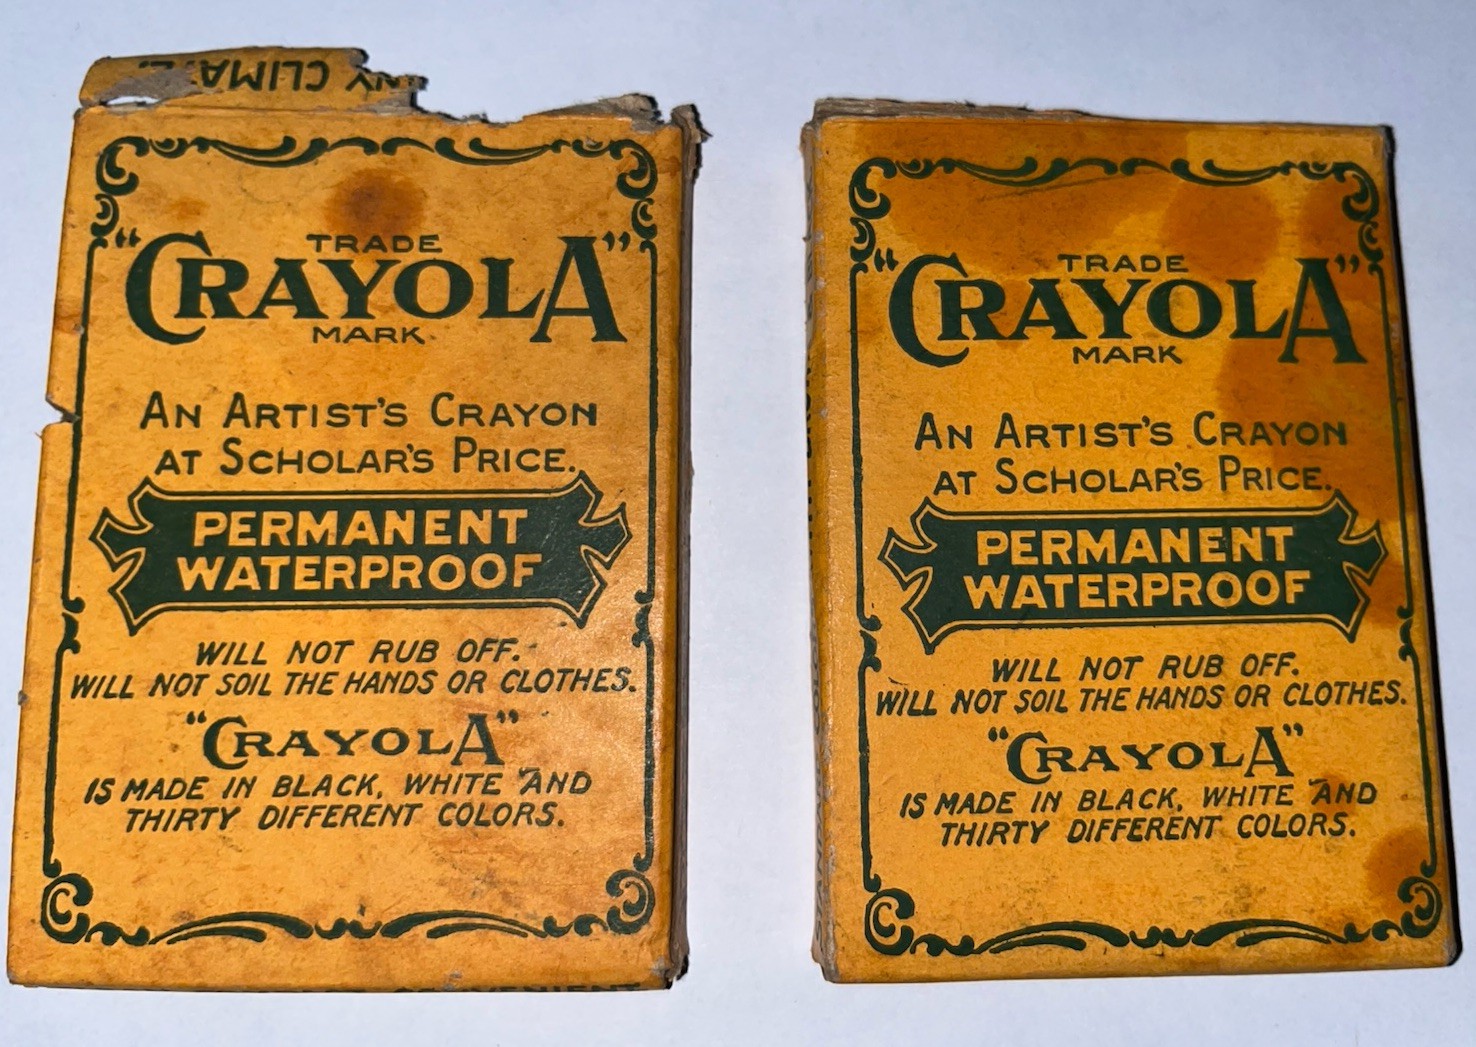 ANY CLIMATE.
TRADE
"CRAYOLA"
MARK
AN ARTIST'S CRAYON
AT SCHOLAR'S PRICE.
PERMANENT
WATERPROOF
WILL NOT RUB OFF.
WILL NOT SOIL THE HANDS OR CLOTHES.
"CRAYOLA"
IS MADE IN BLACK, WHITE AND
THIRTY DIFFERENT COLORS.
TRADE
"CRAYOLA"
MARK
AN ARTIST'S CRAYON
AT SCHOLAR'S PRICE.
PERMANENT
WATERPROOF
WILL NOT RUB OFF.
WILL NOT SOIL THE HANDS OR CLOTHES.
"CRAYOLA"
IS MADE IN BLACK, WHITE AND
THIRTY DIFFERENT COLORS.